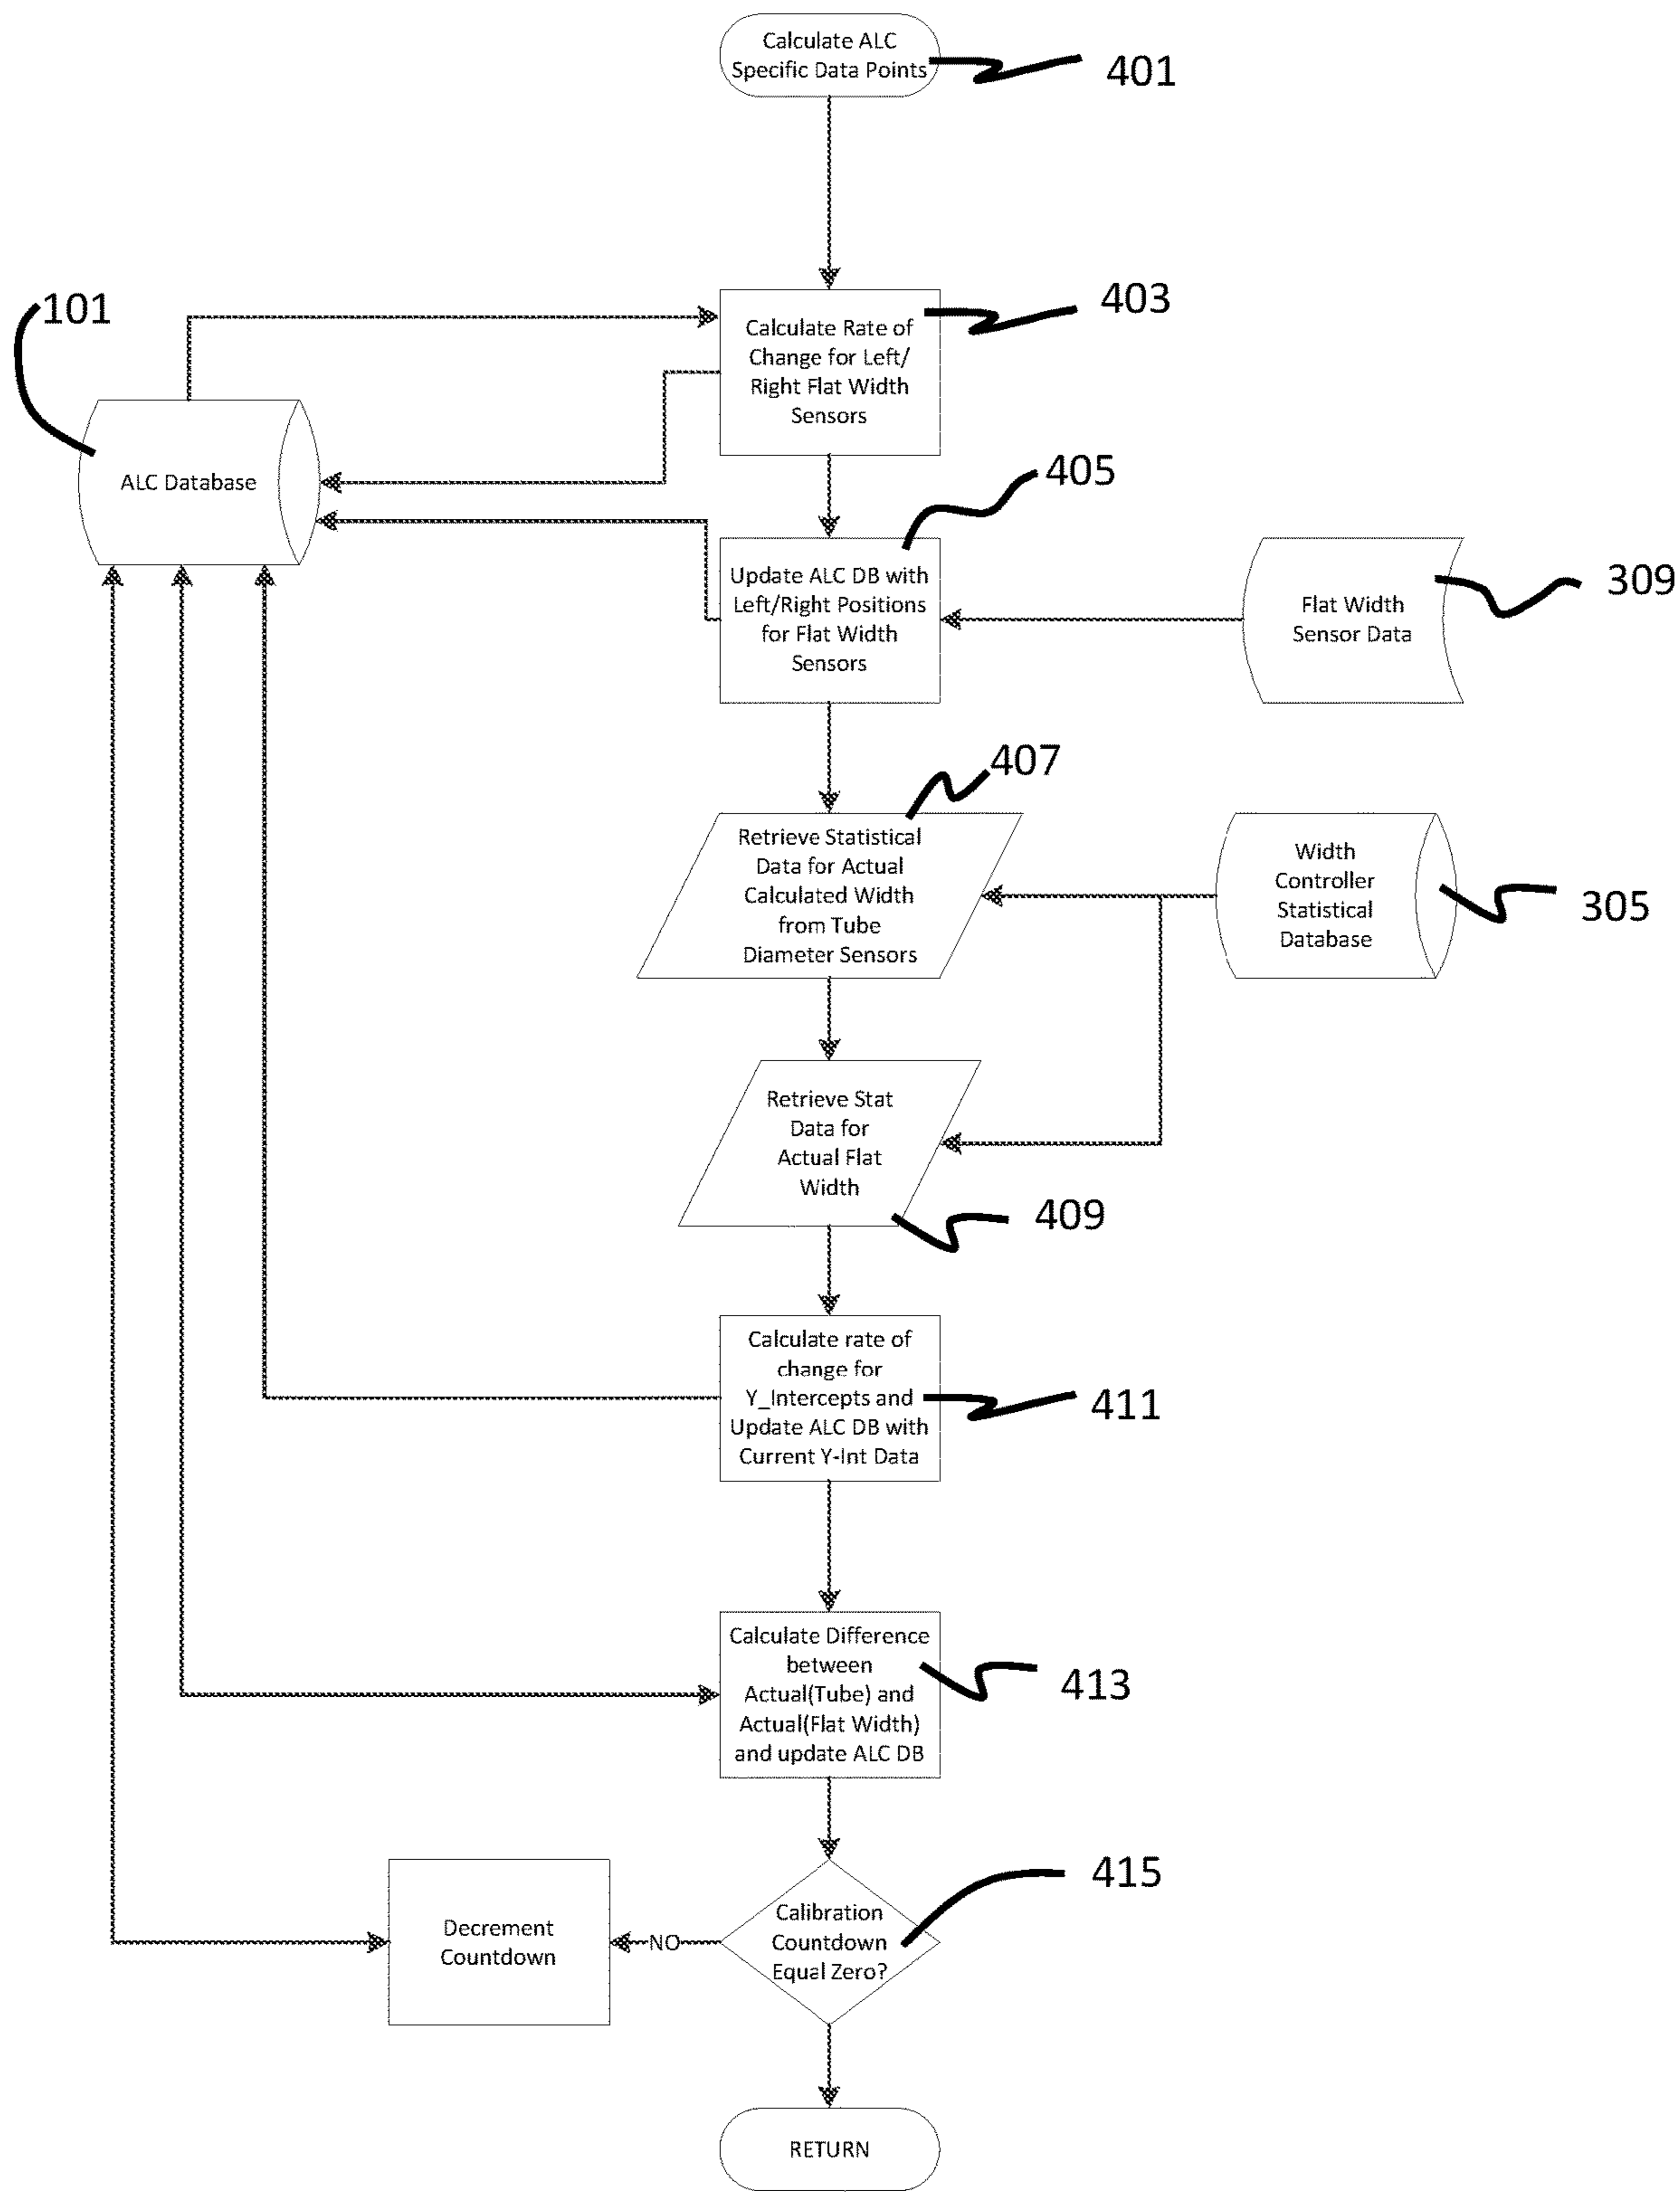 Calculate ALC
Specific Data Points
401
403
101
Calculate Rate of
Change for Left/
Right Flat Width
Sensors
ALC Database
405
Update ALC DB with
Left/Right Positions
for Flat Width
Sensors
309
Flat Width
Sensor Data
407
Retrieve Statistical
Data for Actual
Calculated Width
from Tube
Diameter Sensors
Width
Controller
Statistical
Database
305
Retrieve Stat
Data for
Actual Flat
Width
409
Calculate rate of
change for
Y_Intercepts and
Update ALC DB with
Current Y-Int Data
411
Calculate Difference
between
Actual(Tube) and
Actual(Flat Width)
and update ALC DB
413
415
Calibration
Countdown
Equal Zero?
NO
Decrement
Countdown
RETURN